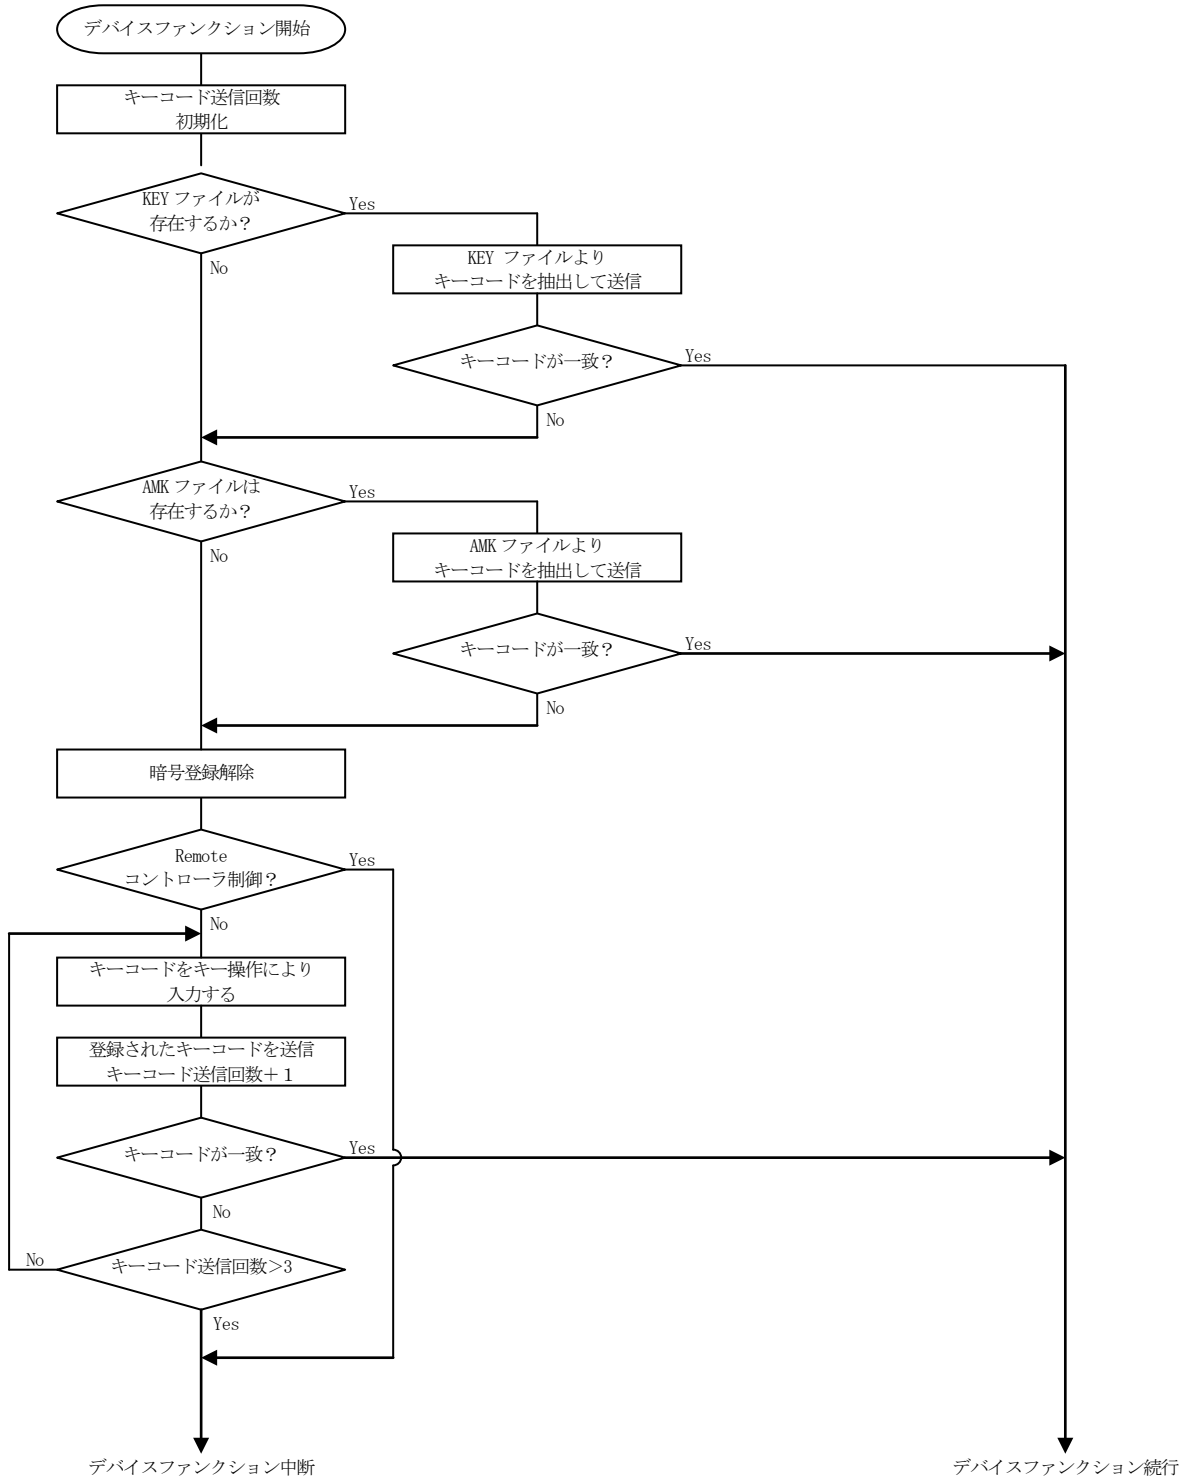 デバイスファンクション開始
キーコード送信回数
初期化
KEY ファイルが
存在するか？
Yes
No
KEY ファイルより
キーコードを抽出して送信
キーコードが一致？
Yes
No
AMK ファイルは
存在するか？
Yes
No
AMK ファイルより
キーコードを抽出して送信
キーコードが一致？
Yes
No
暗号登録解除
Remote
コントローラ制御？
Yes
No
キーコードをキー操作により
入力する
登録されたキーコードを送信
キーコード送信回数＋１
キーコードが一致？
Yes
No
キーコード送信回数＞3
No
Yes
デバイスファンクション中断
デバイスファンクション続行